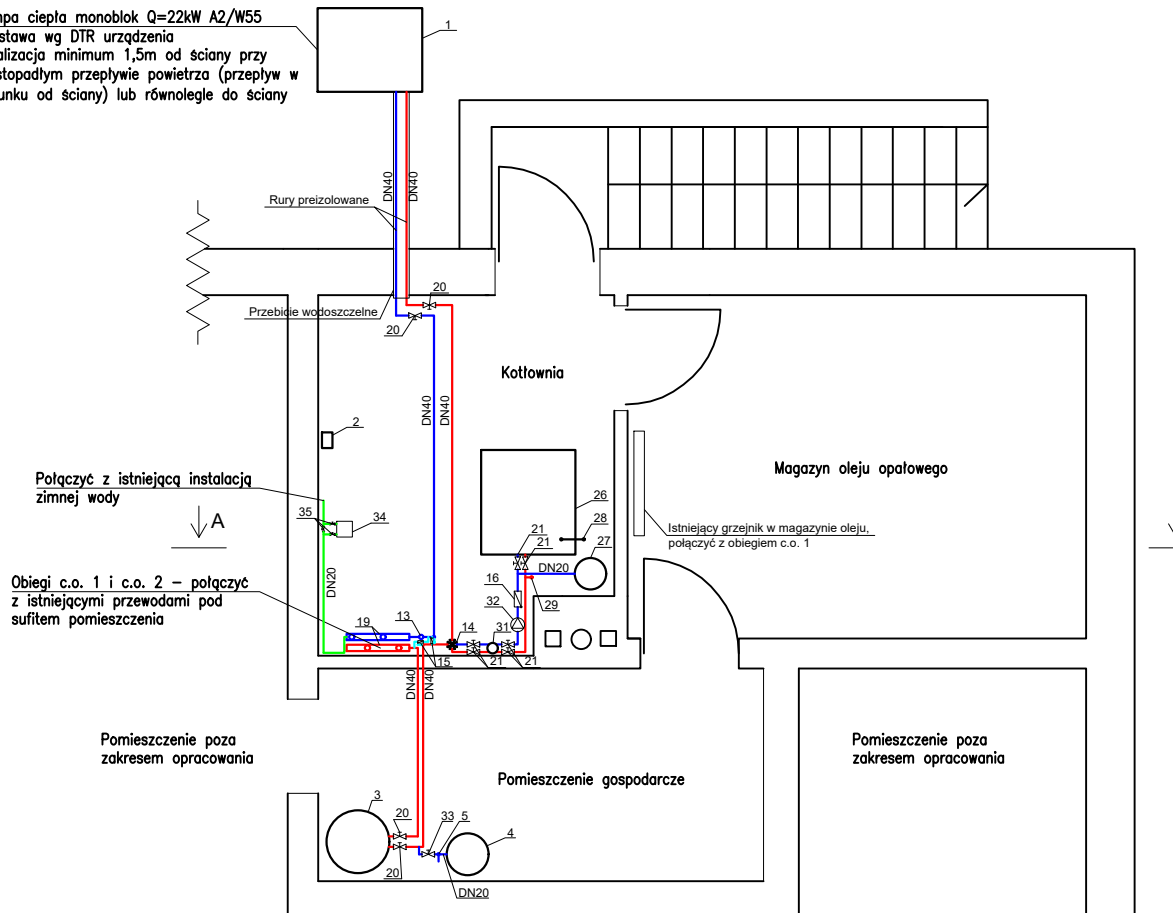 ciepła monoblok Q=22kW A2/W55
wg DTR urządzenia
minimum 1,5m od ściany przy
przepływie powietrza (przepływ w
od ściany) lub równolegle do ściany
1
DN40
DN40
Rury preizolowane
20
Przebicie wodoszczelne
20
Kotłownia
DN40
DN40
2
Magazyn oleju opałowego
Połączyć z istniejącą instalacją
zimnej wody
26
A
35
34
28
21
21
27
Istniejący grzejnik w magazynie oleju,
połączyć z obiegiem c.o. 1
DN20
DN20
16
29
Obiegi c.o. 1 i c.o. 2 – połączyć
z istniejącymi przewodami pod
sufitem pomieszczenia
32
19
13
14
31
15
21
21
DN40
DN40
Pomieszczenie poza
zakresem opracowania
Pomieszczenie poza
zakresem opracowania
Pomieszczenie gospodarcze
3
20
33
5
4
20
DN20